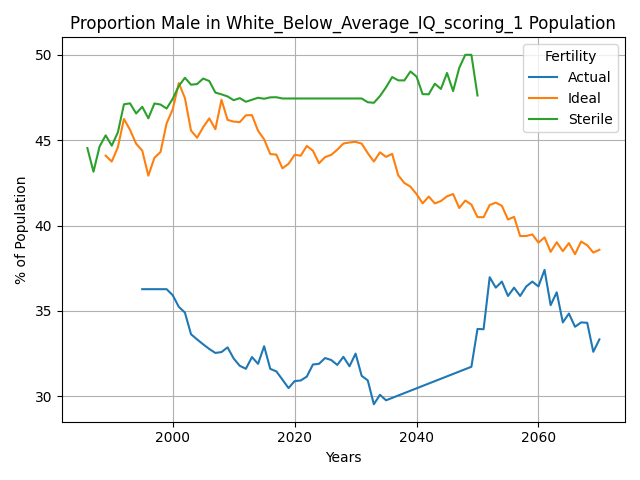 Proportion Male in White_Below_Average_IQ_scoring_1 Population
Fertility
Actual
Ideal
Sterile
% of Population
50
45
40
35
30
2000
2020
2040
2060
Years